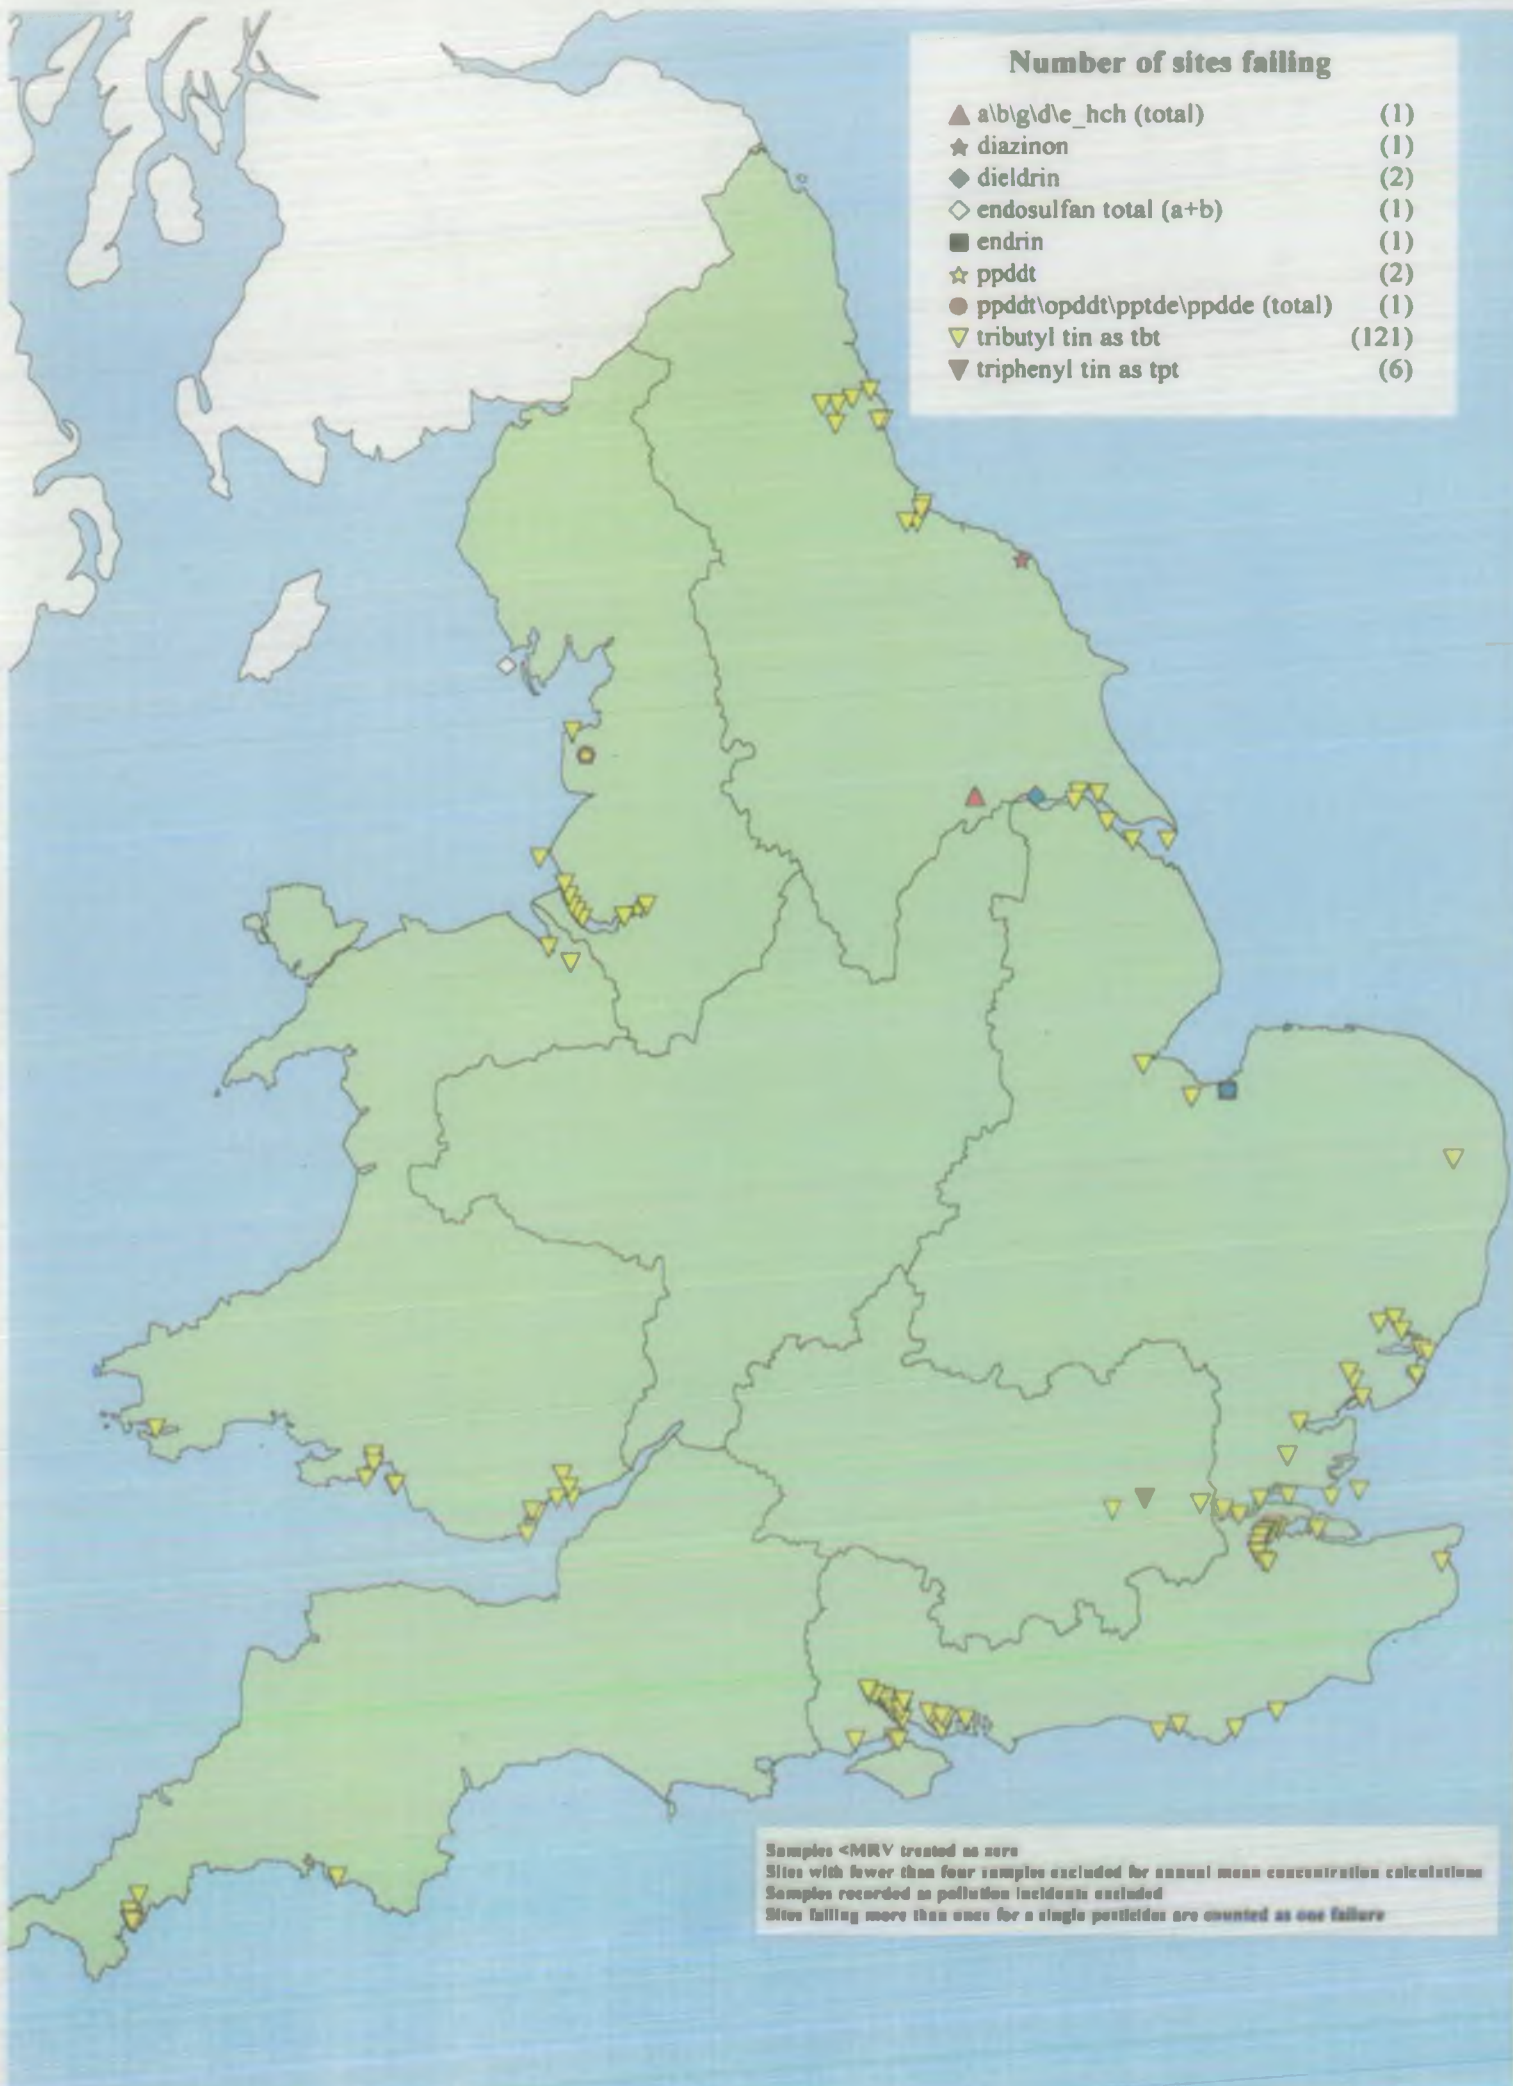 Number of sites failing
a\b\g\d\e_hch (total) (1)
diazinon (1)
dieldrin (2)
endosulfan total (a+b) (1)
endrin (1)
ppddt (2)
ppddt\opddt\pptde\ppdde (total) (1)
tributyl tin as tbt (121)
triphenyl tin as tpt (6)
Samples <MRV treated as zero
Sites with fewer than four samples excluded for annual mean concentration calculations
Samples recorded as pollution incidents excluded
Sites failing more than once for a single pesticides are counted as one failure